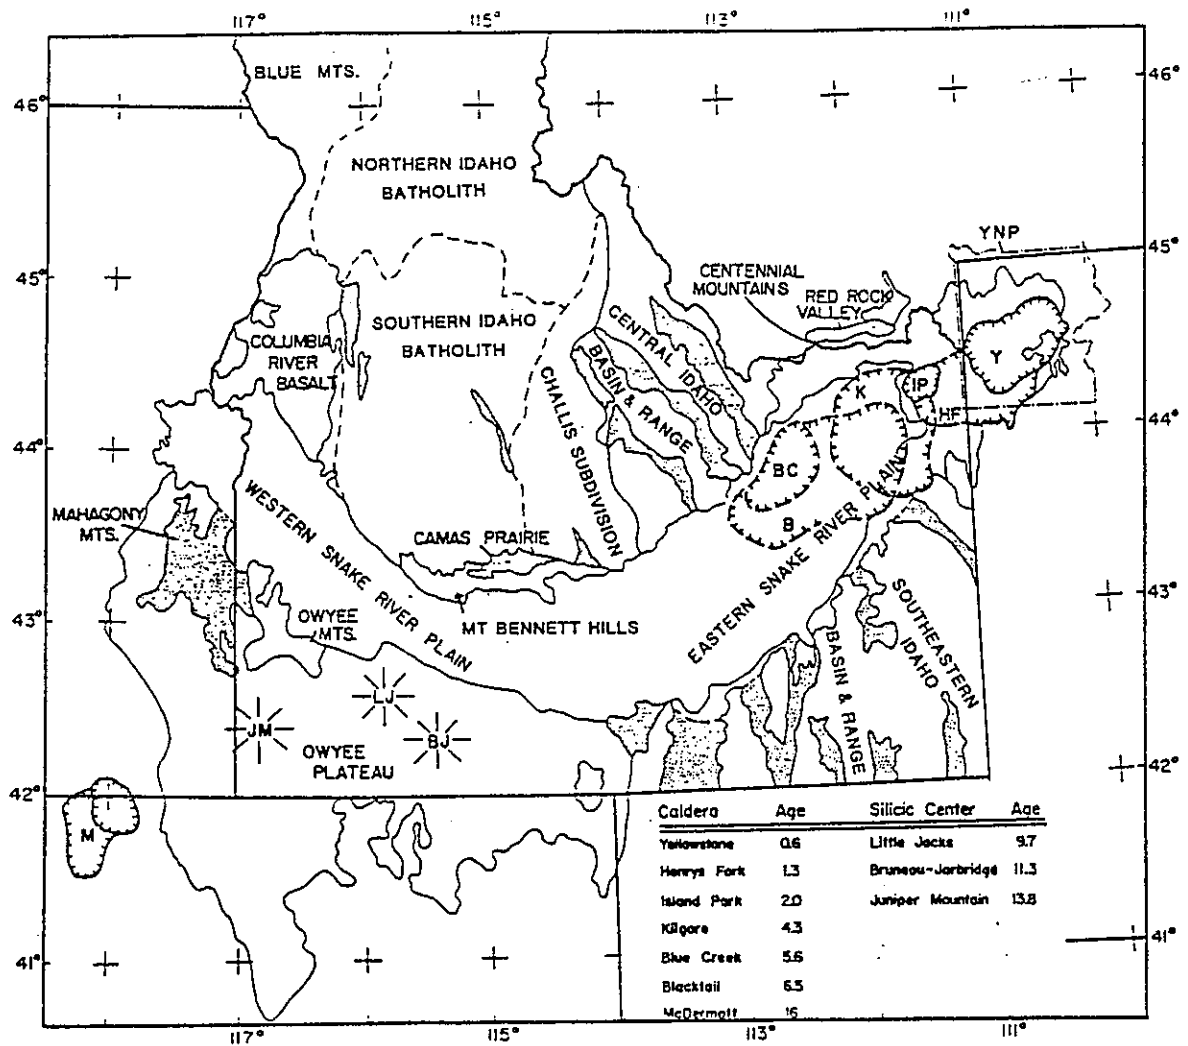 117° 115° 113° 111°
BLUE MTS.
46° 46°
NORTHERN IDAHO
BATHOLITH
YNP
45° 45°
CENTENNIAL
MOUNTAINS
RED ROCK
VALLEY
SOUTHERN IDAHO
BATHOLITH
COLUMBIA
RIVER
BASALT
CENTRAL IDAHO
BASIN & RANGE
CHALLIS SUBDIVISION
Y
K
IP
HF
44° 44°
BC
B
MAHAGONY
MTS.
WESTERN SNAKE RIVER PLAIN
CAMAS PRAIRIE
EASTERN SNAKE RIVER PLAIN
43° 43°
OWYEE
MTS.
MT BENNETT HILLS
SOUTHEASTERN
IDAHO
BASIN & RANGE
LJ
JM
BJ
OWYEE
PLATEAU
42° 42°
M
Caldera Age Silicic Center Age
Yellowstone 0.6 Little Jacks 9.7
Henrys Fork 1.3 Bruneau-Jarbridge 11.3
Island Park 2.0 Juniper Mountain 13.8
Kilgore 4.3
Blue Creek 5.6
Blacktail 6.5
McDermott 16
41° 41°
117° 115° 113° 111°